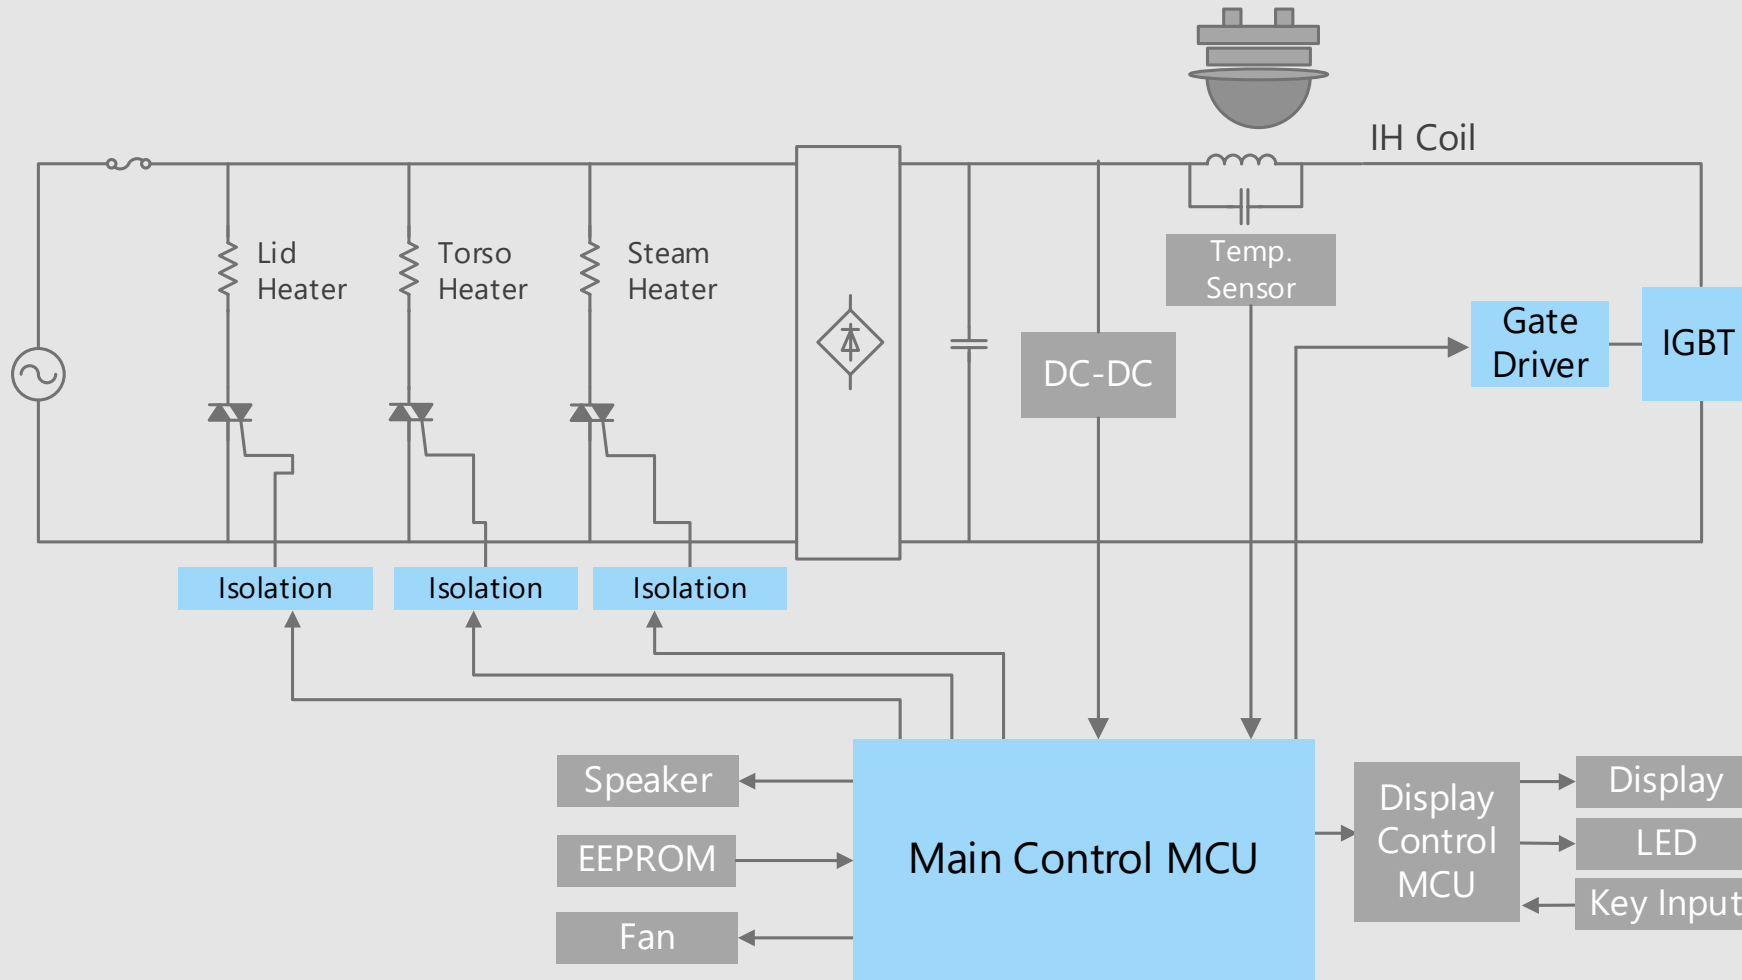 IH Coil
Lid
Heater
Torso
Heater
Steam
Heater
Temp.
Sensor
DC-DC
Gate
Driver
IGBT
Isolation
Isolation
Isolation
Speaker
EEPROM
Fan
Main Control MCU
Display
Control
MCU
Display
LED
Key Input